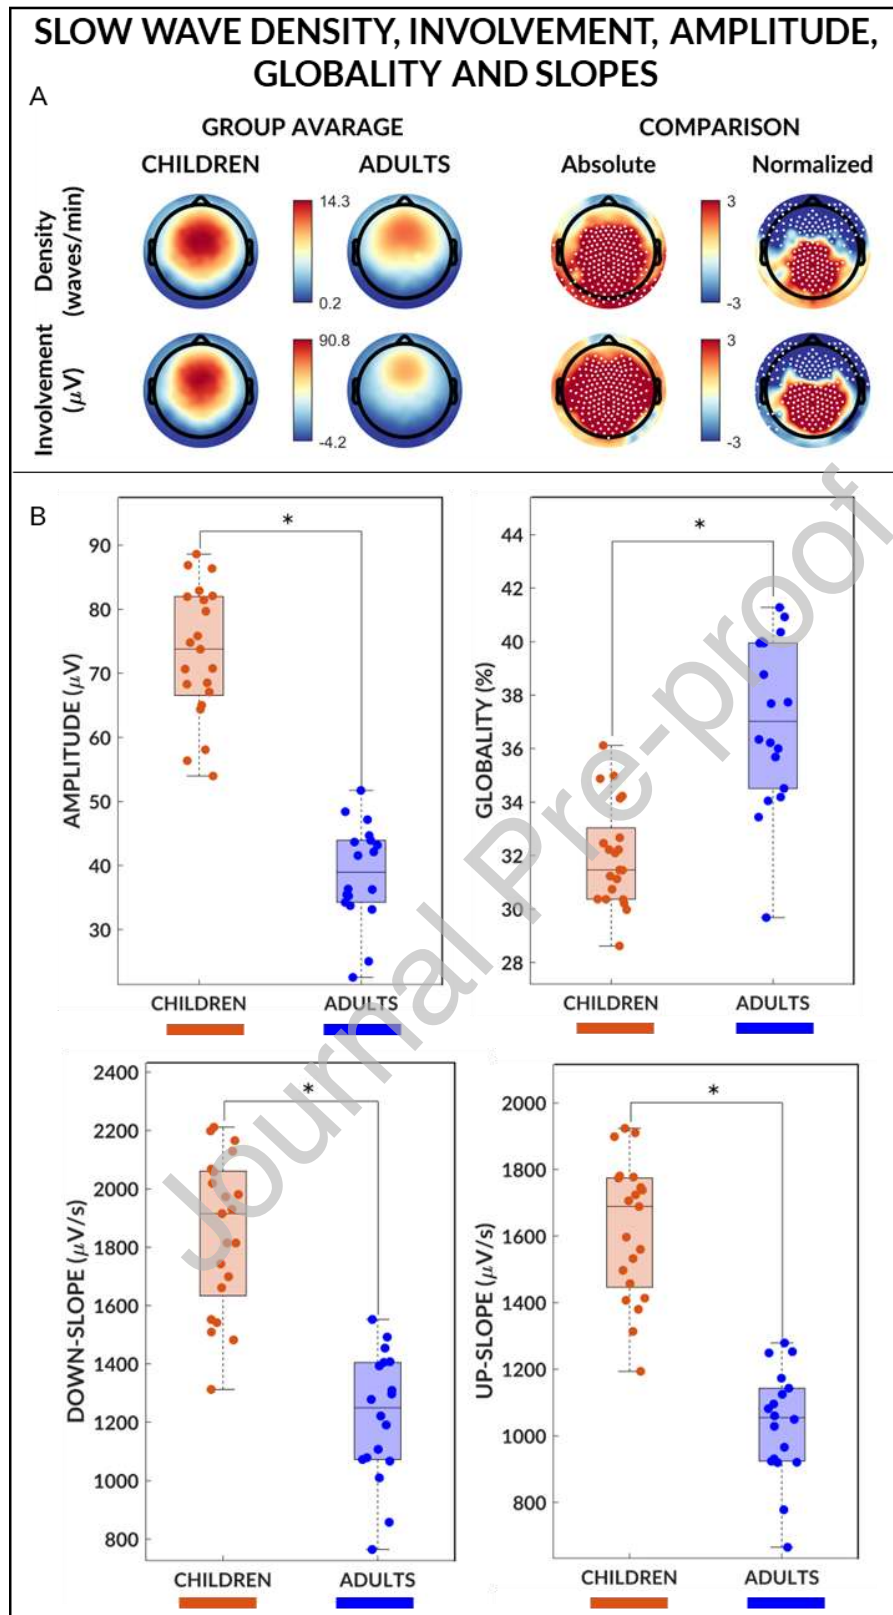 SLOW WAVE DENSITY, INVOLVEMENT, AMPLITUDE,
GLOBALITY AND SLOPES
A
GROUP AVARAGE
COMPARISON
CHILDREN
ADULTS
Absolute
Normalized
Density
(waves/min)
14.3
0.2
3
-3
Involvement
(μV)
90.8
-4.2
3
-3
B
AMPLITUDE (μV)
90
80
70
60
50
40
30
*
CHILDREN
ADULTS
GLOBALITY (%)
44
42
40
38
36
34
32
30
28
*
CHILDREN
ADULTS
DOWN-SLOPE (μV/s)
2400
2200
2000
1800
1600
1400
1200
1000
800
*
CHILDREN
ADULTS
UP-SLOPE (μV/s)
2000
1800
1600
1400
1200
1000
800
*
CHILDREN
ADULTS
Journal Pre-proof